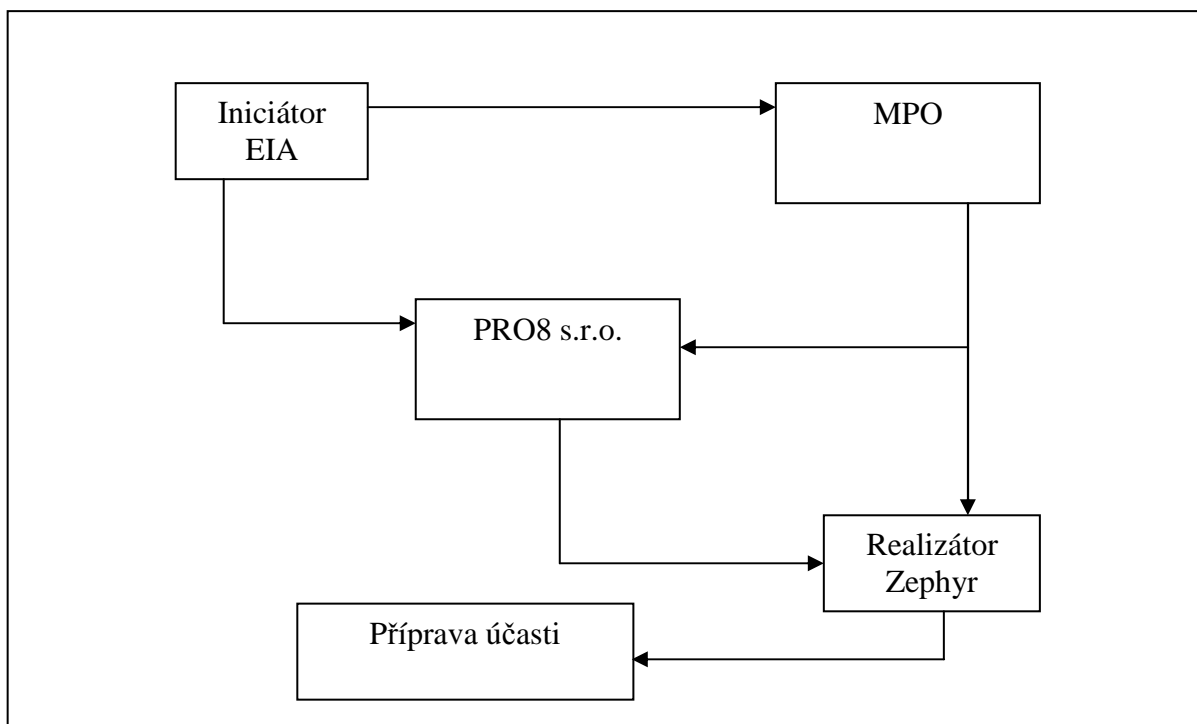 Iniciátor
EIA
MPO
PRO8 s.r.o.
Realizátor
Zephyr
Příprava účasti